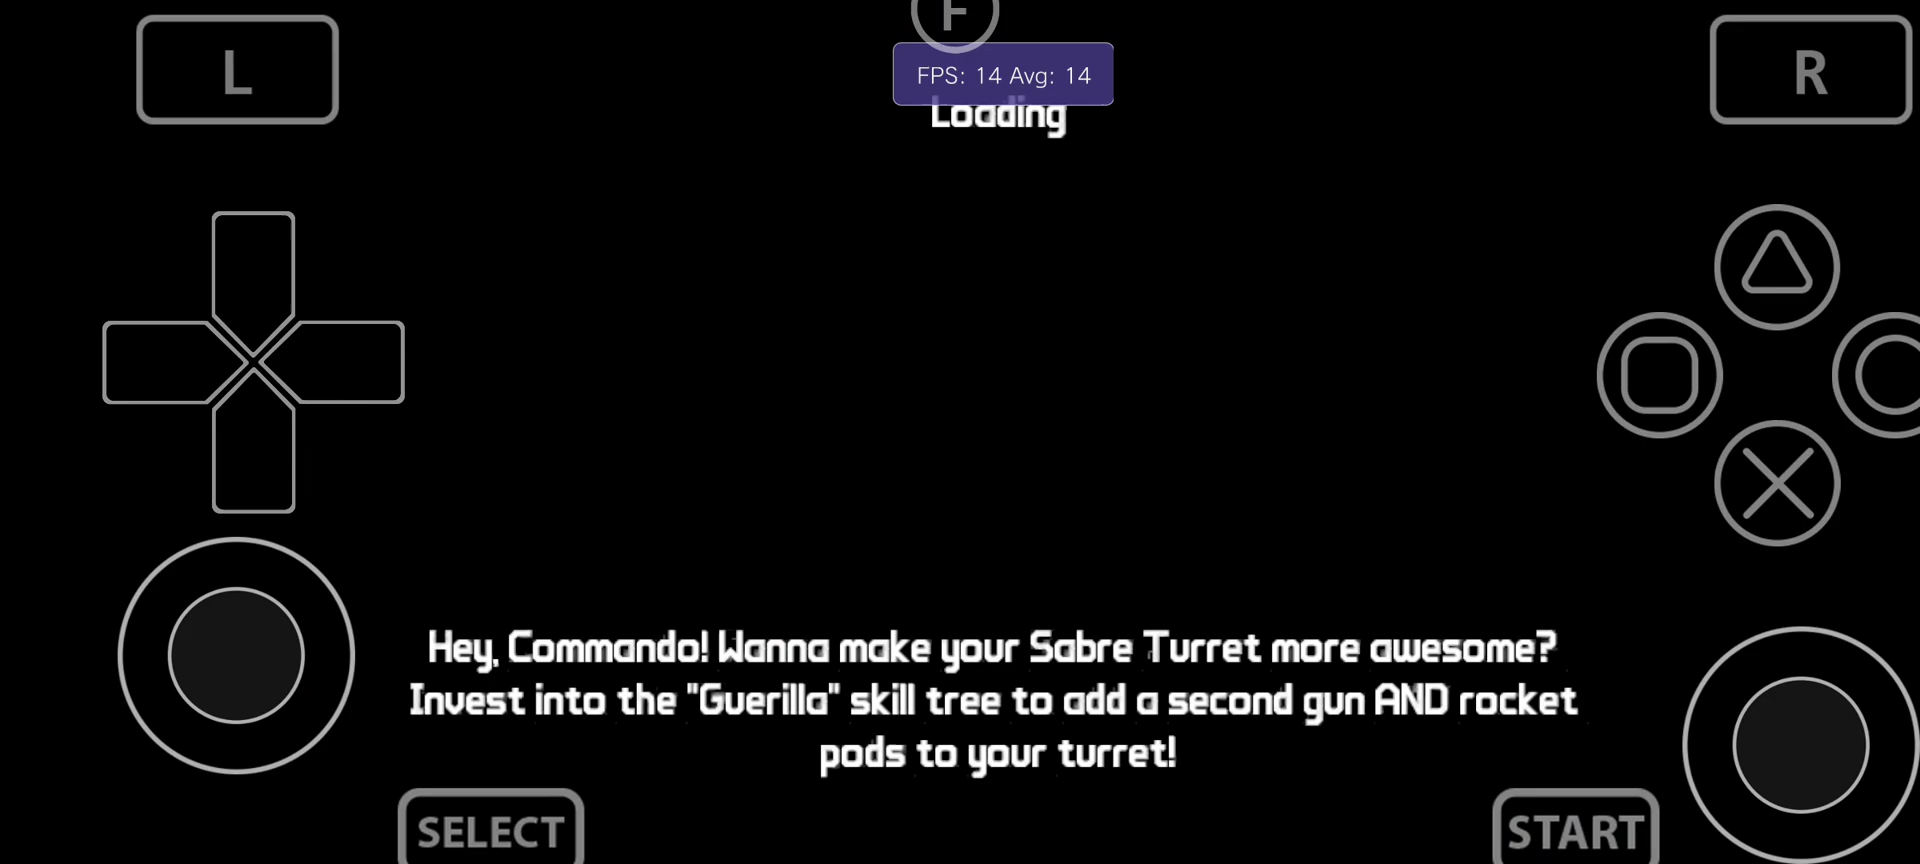 F
L
FPS: 14 Avg: 14
R
Loading
Hey, Commando! Wanna make your Sabre Turret more awesome?
Invest into the "Guerilla" skill tree to add a second gun AND rocket
pods to your turret!
SELECT
START